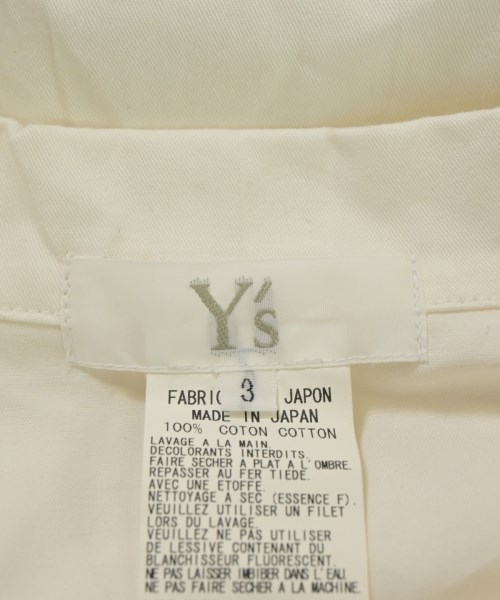 Y's
3
FABRIC JAPON
MADE IN JAPAN
100% COTON COTTON
LAVAGE A LA MAIN.
DECOLORANTS INTERDITS.
FAIRE SECHER A PLAT A L'OMBRE.
REPASSER AU FER TIEDE.
AVEC UNE ETOFFE.
NETTOYAGE A SEC (ESSENCE F).
VEUILLEZ UTILISER UN FILET
LORS DU LAVAGE.
VEUILLEZ NE PAS UTILISER
DE LESSIVE CONTENANT DU
BLANCHISSEUR FLUORESCENT.
NE PAS LAISSER IMBIBER DANS L'EAU.
NE PAS FAIRE SECHER A LA MACHINE.